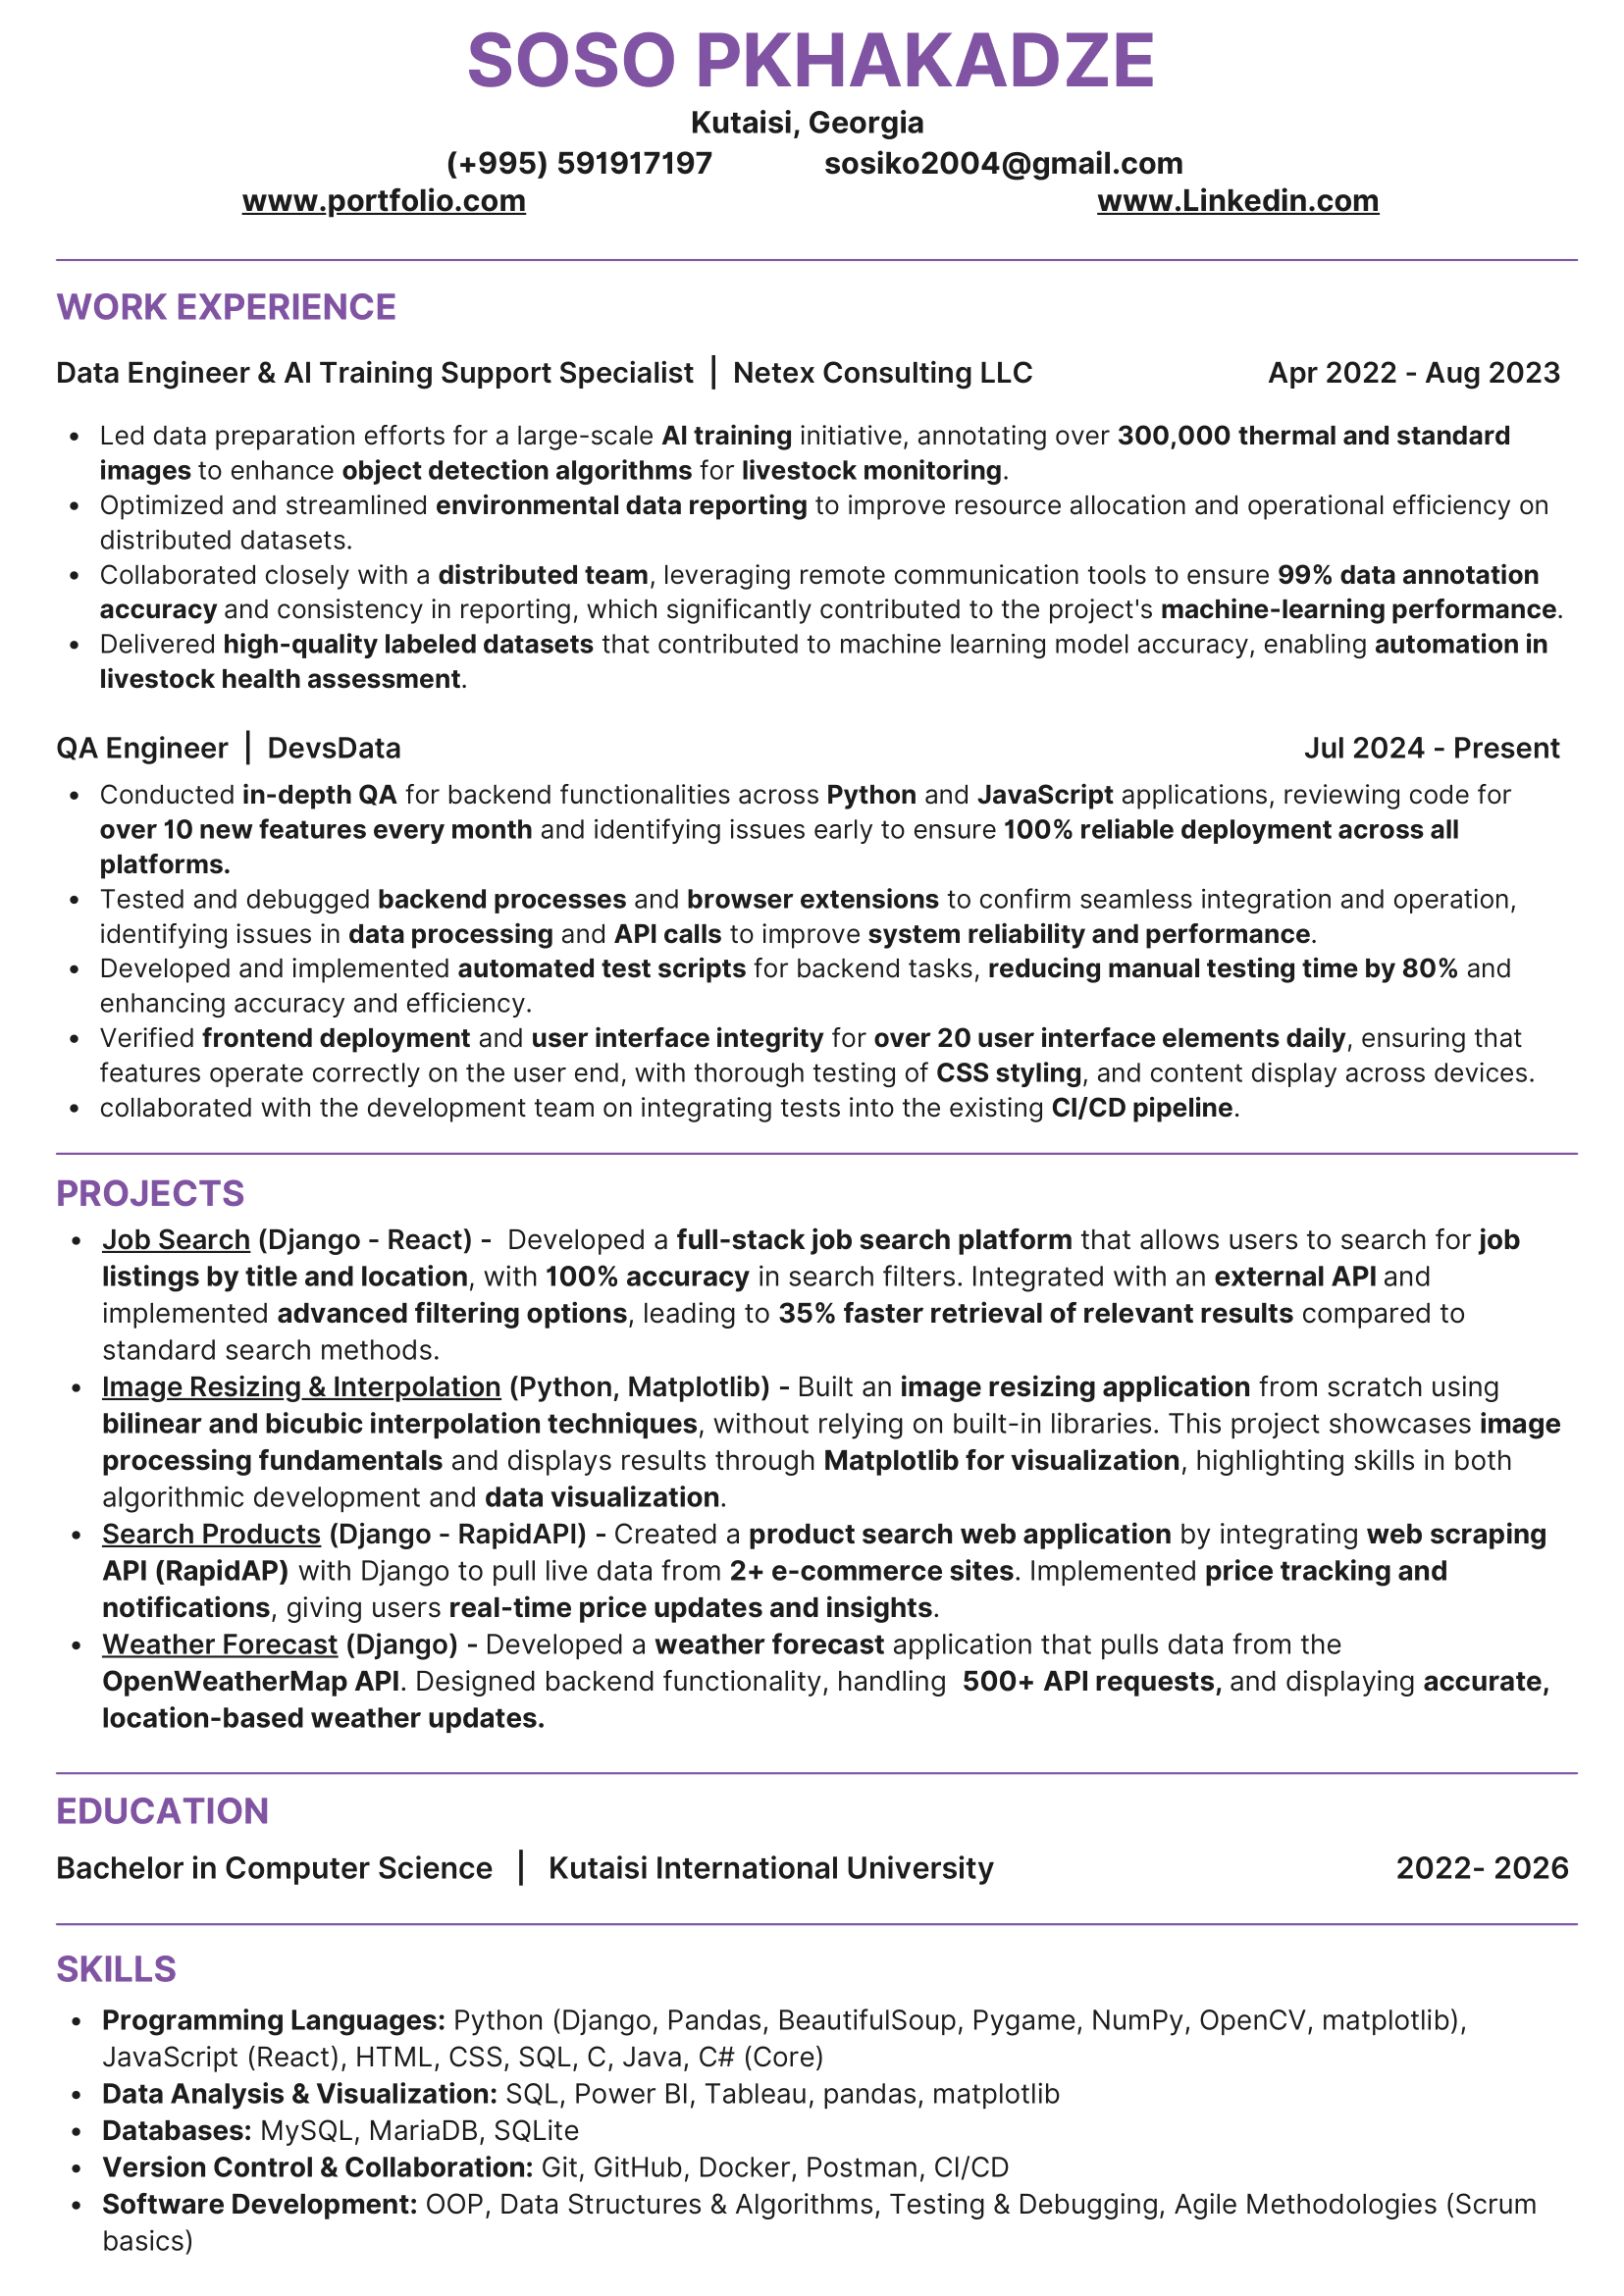 SOSO PKHAKADZE
Kutaisi, Georgia
(+995) 591917197 sosiko2004@gmail.com
www.portfolio.com www.Linkedin.com
WORK EXPERIENCE
Data Engineer & AI Training Support Specialist | Netex Consulting LLC Apr 2022 - Aug 2023
• Led data preparation efforts for a large-scale AI training initiative, annotating over 300,000 thermal and standard
images to enhance object detection algorithms for livestock monitoring.
• Optimized and streamlined environmental data reporting to improve resource allocation and operational efficiency on
distributed datasets.
• Collaborated closely with a distributed team, leveraging remote communication tools to ensure 99% data annotation
accuracy and consistency in reporting, which significantly contributed to the project's machine-learning performance.
• Delivered high-quality labeled datasets that contributed to machine learning model accuracy, enabling automation in
livestock health assessment.
QA Engineer | DevsData Jul 2024 - Present
• Conducted in-depth QA for backend functionalities across Python and JavaScript applications, reviewing code for
over 10 new features every month and identifying issues early to ensure 100% reliable deployment across all
platforms.
• Tested and debugged backend processes and browser extensions to confirm seamless integration and operation,
identifying issues in data processing and API calls to improve system reliability and performance.
• Developed and implemented automated test scripts for backend tasks, reducing manual testing time by 80% and
enhancing accuracy and efficiency.
• Verified frontend deployment and user interface integrity for over 20 user interface elements daily, ensuring that
features operate correctly on the user end, with thorough testing of CSS styling, and content display across devices.
• collaborated with the development team on integrating tests into the existing CI/CD pipeline.
PROJECTS
• Job Search (Django - React) - Developed a full-stack job search platform that allows users to search for job
listings by title and location, with 100% accuracy in search filters. Integrated with an external API and
implemented advanced filtering options, leading to 35% faster retrieval of relevant results compared to
standard search methods.
• Image Resizing & Interpolation (Python, Matplotlib) - Built an image resizing application from scratch using
bilinear and bicubic interpolation techniques, without relying on built-in libraries. This project showcases image
processing fundamentals and displays results through Matplotlib for visualization, highlighting skills in both
algorithmic development and data visualization.
• Search Products (Django - RapidAPI) - Created a product search web application by integrating web scraping
API (RapidAP) with Django to pull live data from 2+ e-commerce sites. Implemented price tracking and
notifications, giving users real-time price updates and insights.
• Weather Forecast (Django) - Developed a weather forecast application that pulls data from the
OpenWeatherMap API. Designed backend functionality, handling 500+ API requests, and displaying accurate,
location-based weather updates.
EDUCATION
Bachelor in Computer Science | Kutaisi International University 2022- 2026
SKILLS
• Programming Languages: Python (Django, Pandas, BeautifulSoup, Pygame, NumPy, OpenCV, matplotlib),
JavaScript (React), HTML, CSS, SQL, C, Java, C# (Core)
• Data Analysis & Visualization: SQL, Power BI, Tableau, pandas, matplotlib
• Databases: MySQL, MariaDB, SQLite
• Version Control & Collaboration: Git, GitHub, Docker, Postman, CI/CD
• Software Development: OOP, Data Structures & Algorithms, Testing & Debugging, Agile Methodologies (Scrum
basics)